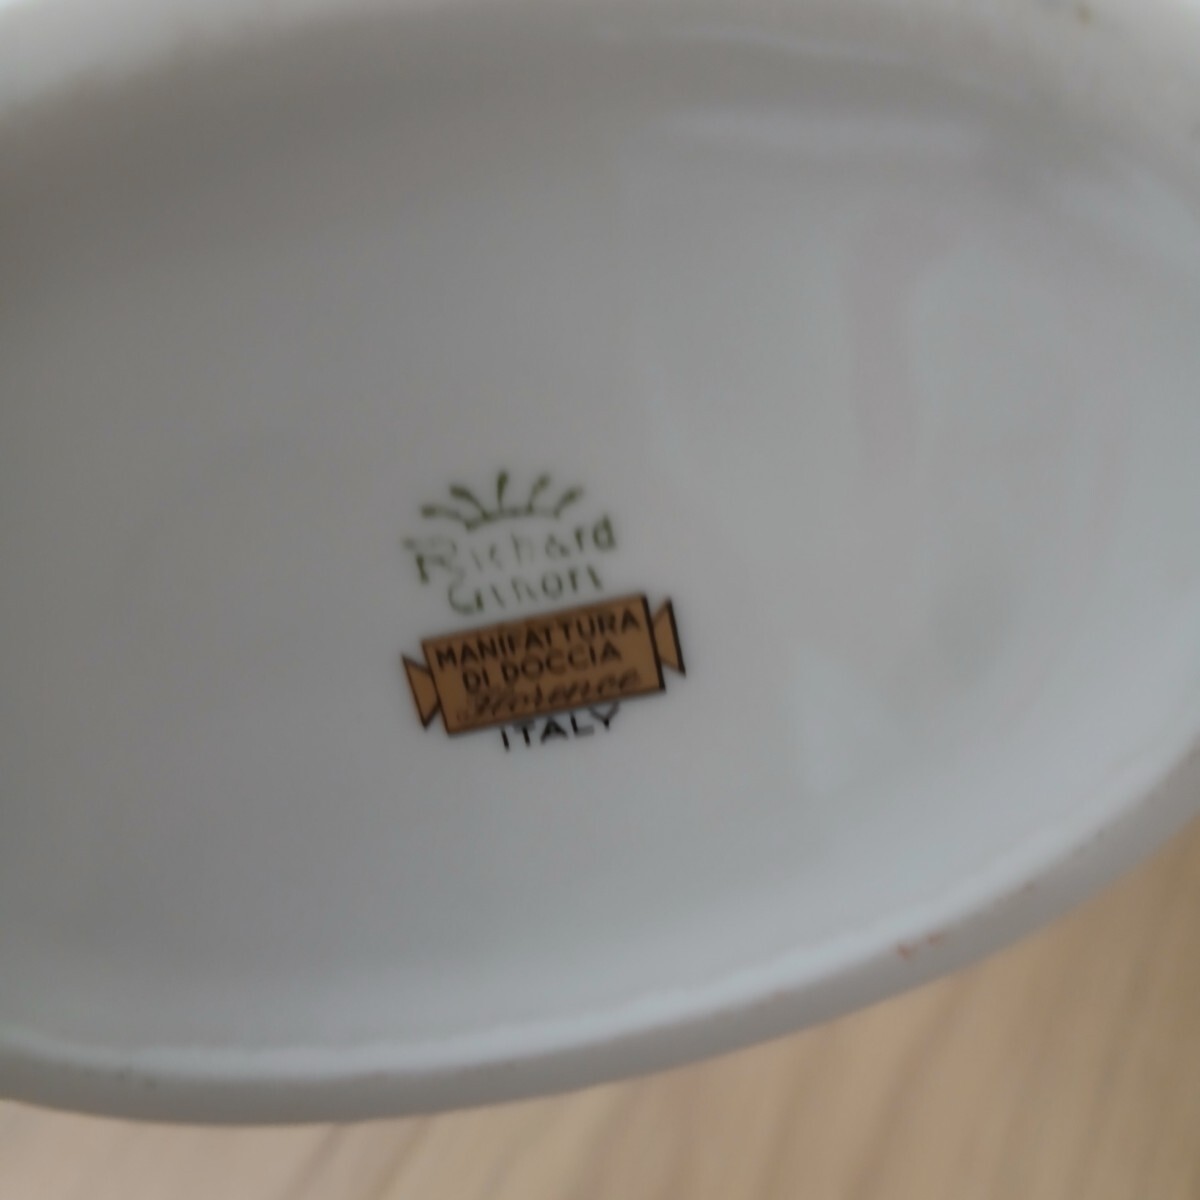 Richard
Ginori
MANIFATTURA
DI DOCCIA
Florence
ITALY